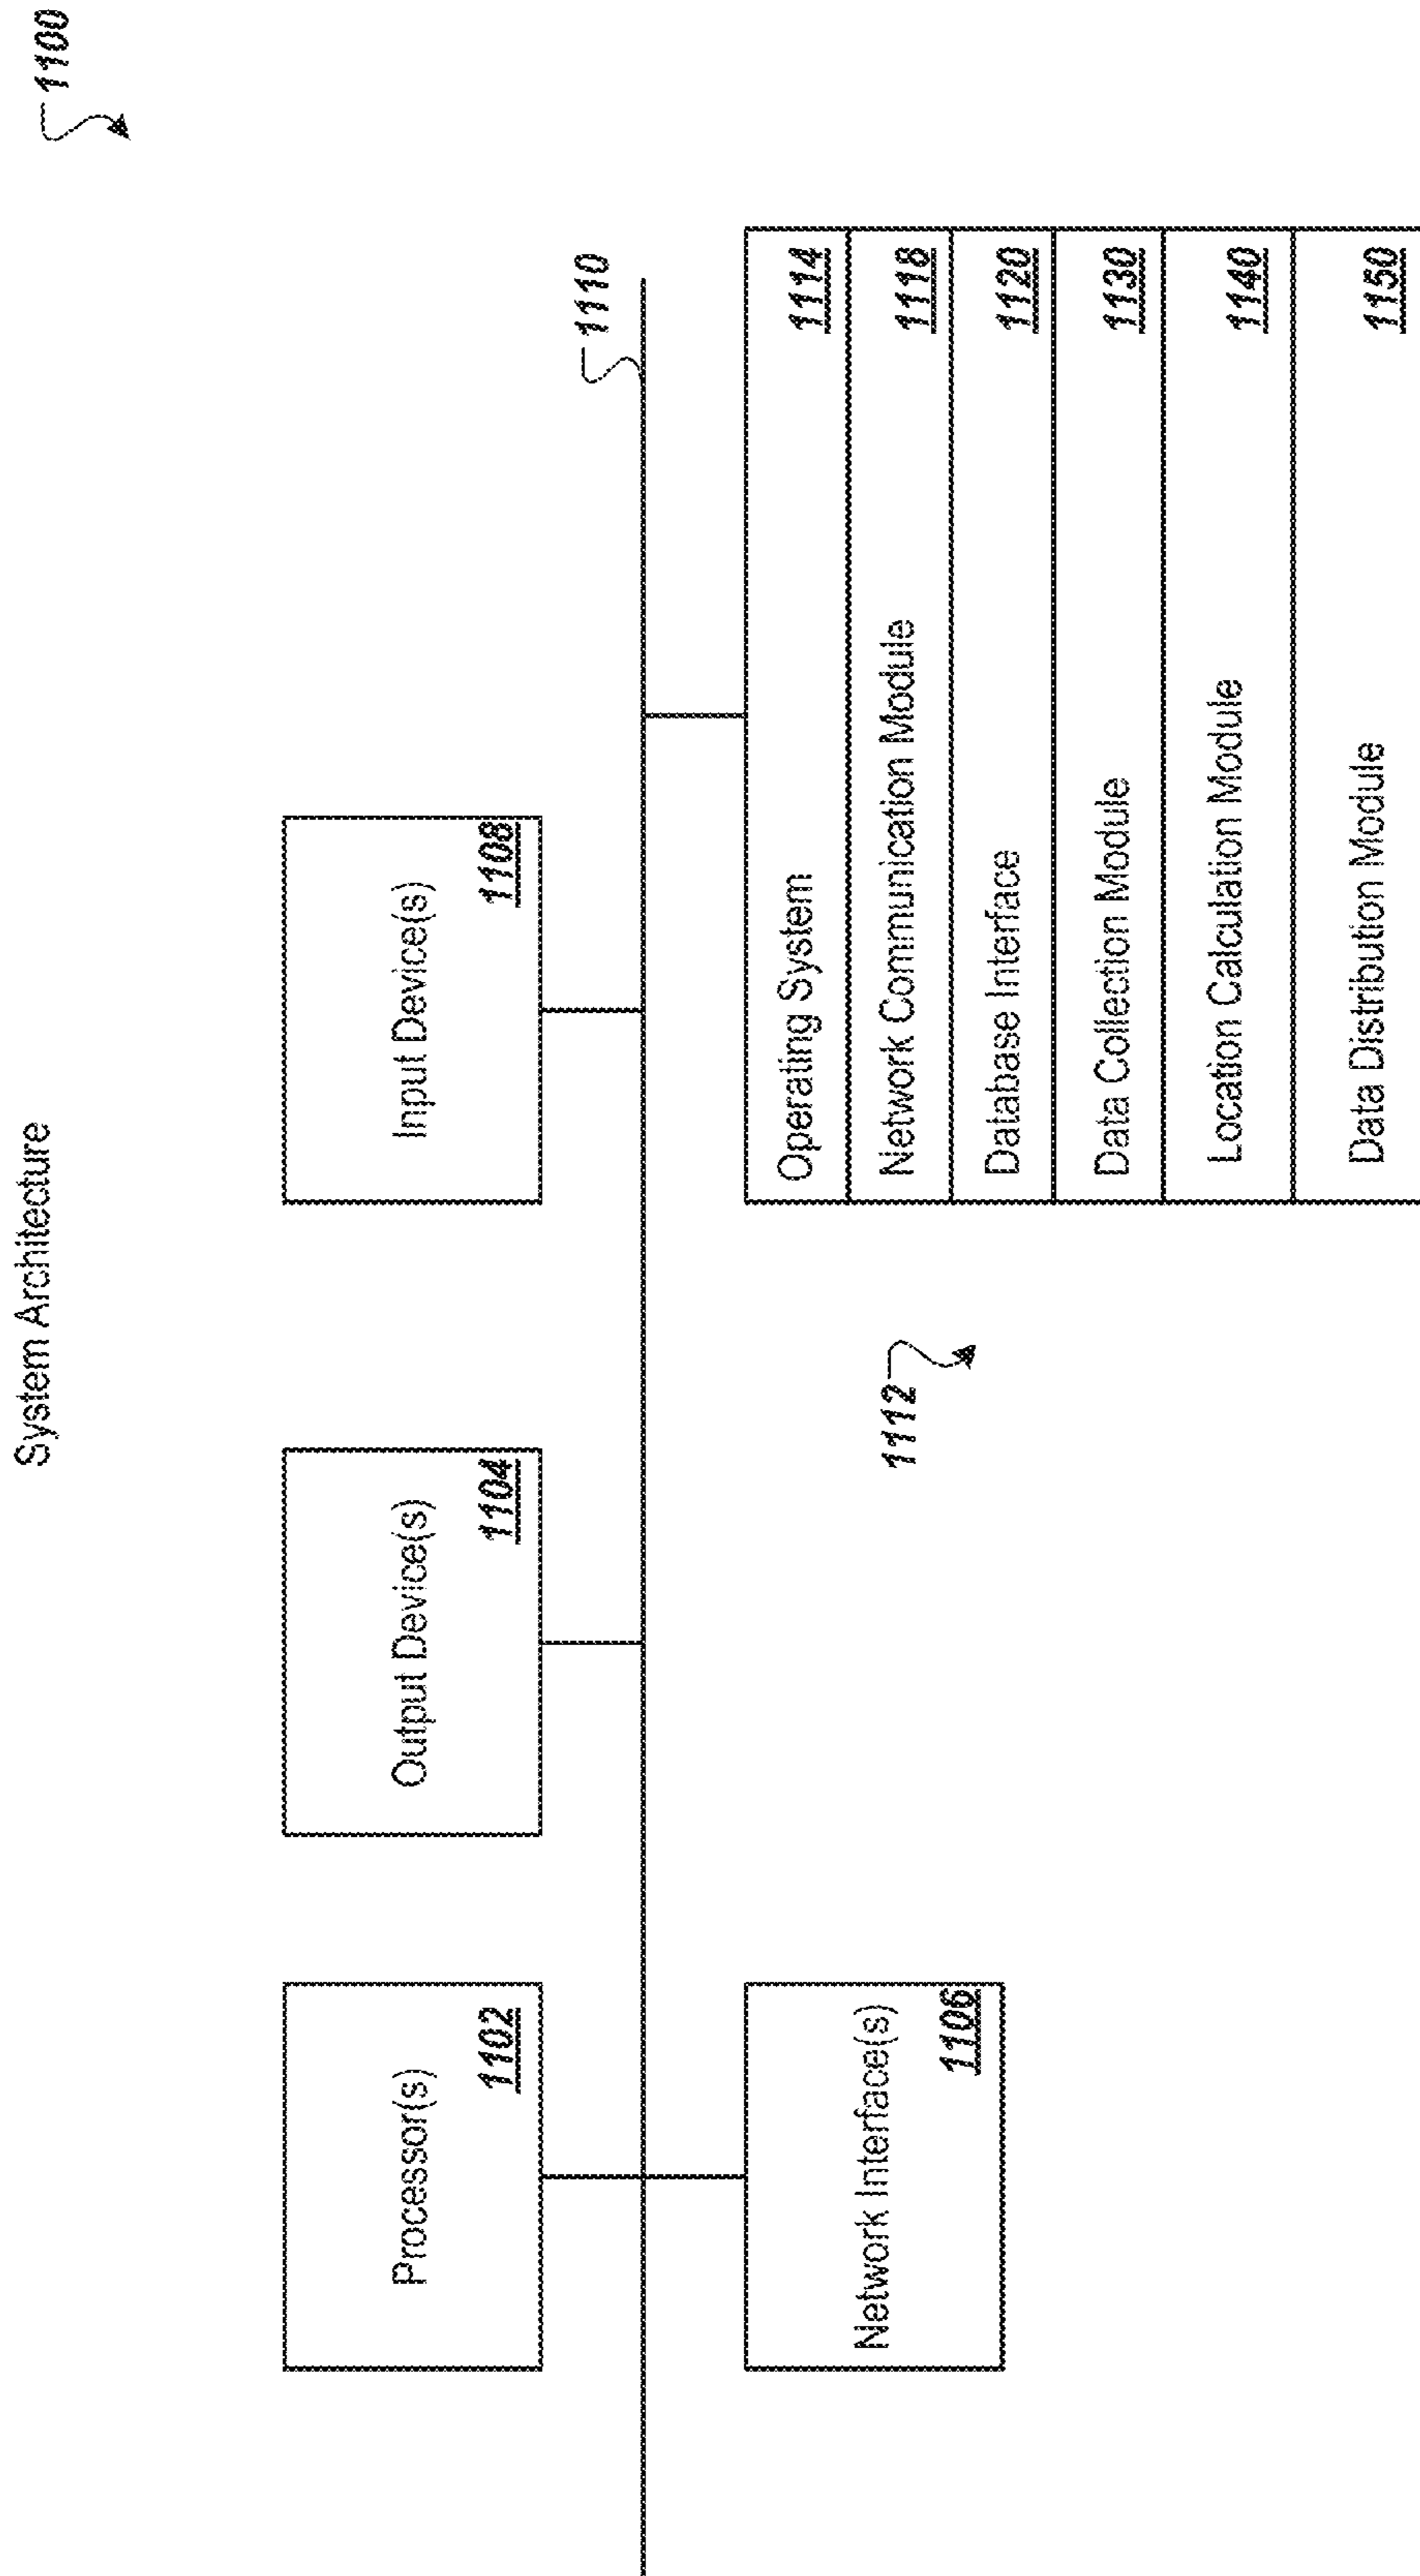 System Architecture
1100
Processor(s)
1102
Output Device(s)
1104
Input Device(s)
1108
1110
Network Interface(s)
1106
1112
Operating System 1114
Network Communication Module 1118
Database Interface 1120
Data Collection Module 1130
Location Calculation Module 1140
Data Distribution Module 1150